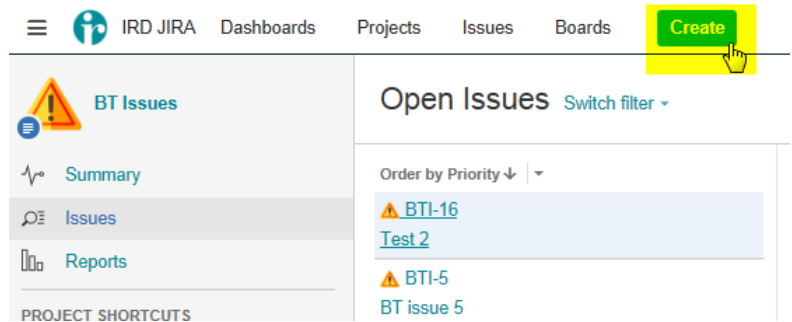 IRD JIRA Dashboards Projects Issues Boards Create
BT Issues
Open Issues Switch filter
Summary
Order by Priority
Issues
BTI-16
Test 2
Reports
BTI-5
BT issue 5
PROJECT SHORTCUTS